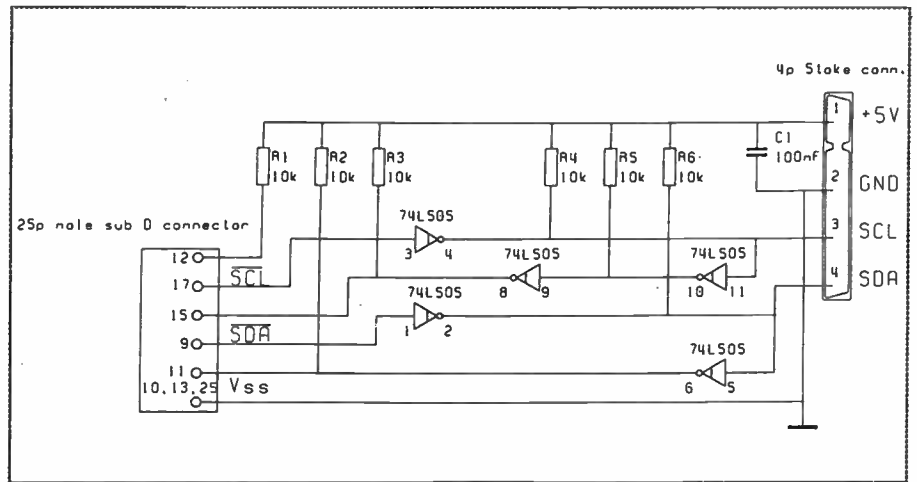 4p Stoke conn.
1
+5V
R1
10k
R2
10k
R3
10k
R4
10k
R5
10k
R6
10k
C1
100nF
2
GND
25p male sub D connector
74LS05
3
SCL
12
3
4
74LS05
74LS05
17
SCL
4
SDA
8
9
10
11
15
74LS05
9
SDA
1
2
74LS05
11
6
5
10,13,25
Vss